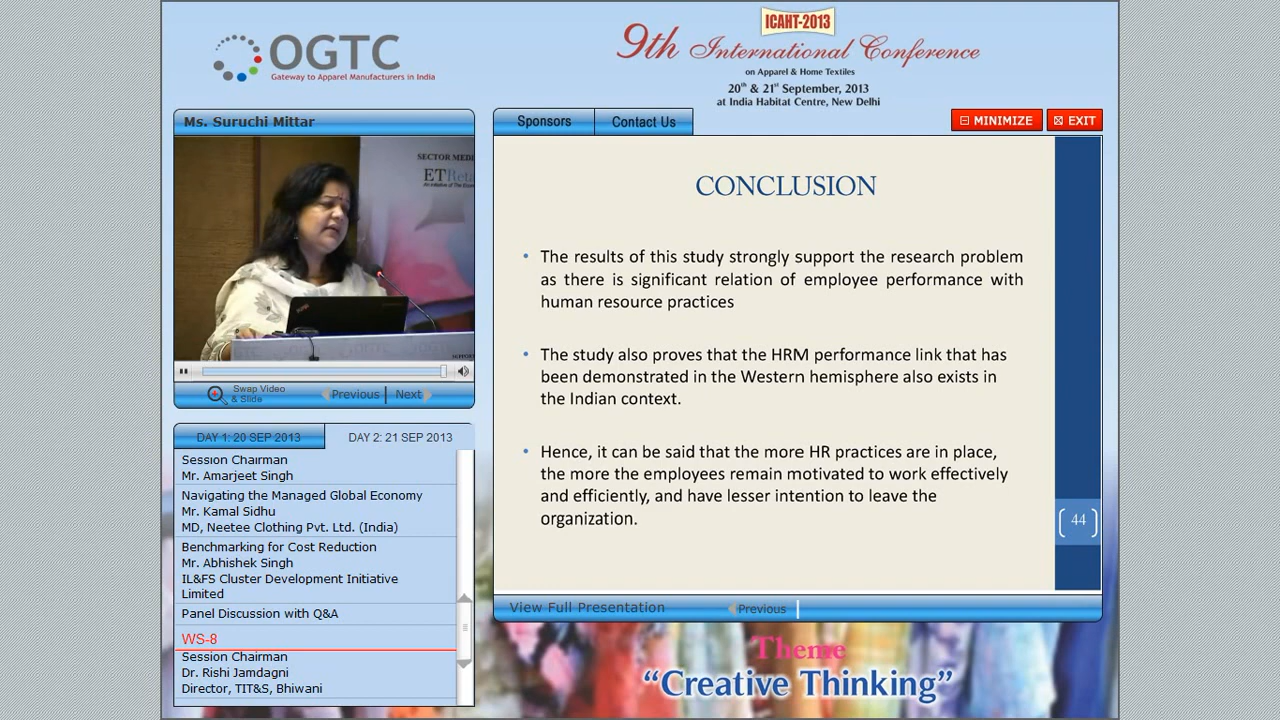 OGTC
Gateway to Apparel Manufacturers in India
ICAHT-2013
9th International Conference
on Apparel & Home Textiles
20th & 21st September, 2013
at India Habitat Centre, New Delhi
Ms. Suruchi Mittar
SECTOR MEDI
ETReta
An initiative of The Econ
Swap Video
& Slide
Previous
Next
Sponsors
Contact Us
MINIMIZE
EXIT
CONCLUSION
• The results of this study strongly support the research problem
as there is significant relation of employee performance with
human resource practices
• The study also proves that the HRM performance link that has
been demonstrated in the Western hemisphere also exists in
the Indian context.
• Hence, it can be said that the more HR practices are in place,
the more the employees remain motivated to work effectively
and efficiently, and have lesser intention to leave the
organization.
44
View Full Presentation
Previous
DAY 1: 20 SEP 2013
DAY 2: 21 SEP 2013
Session Chairman
Mr. Amarjeet Singh
Navigating the Managed Global Economy
Mr. Kamal Sidhu
MD, Neetee Clothing Pvt. Ltd. (India)
Benchmarking for Cost Reduction
Mr. Abhishek Singh
IL&FS Cluster Development Initiative
Limited
Panel Discussion with Q&A
WS-8
Session Chairman
Dr. Rishi Jamdagni
Director, TIT&S, Bhiwani
Theme
“Creative Thinking”